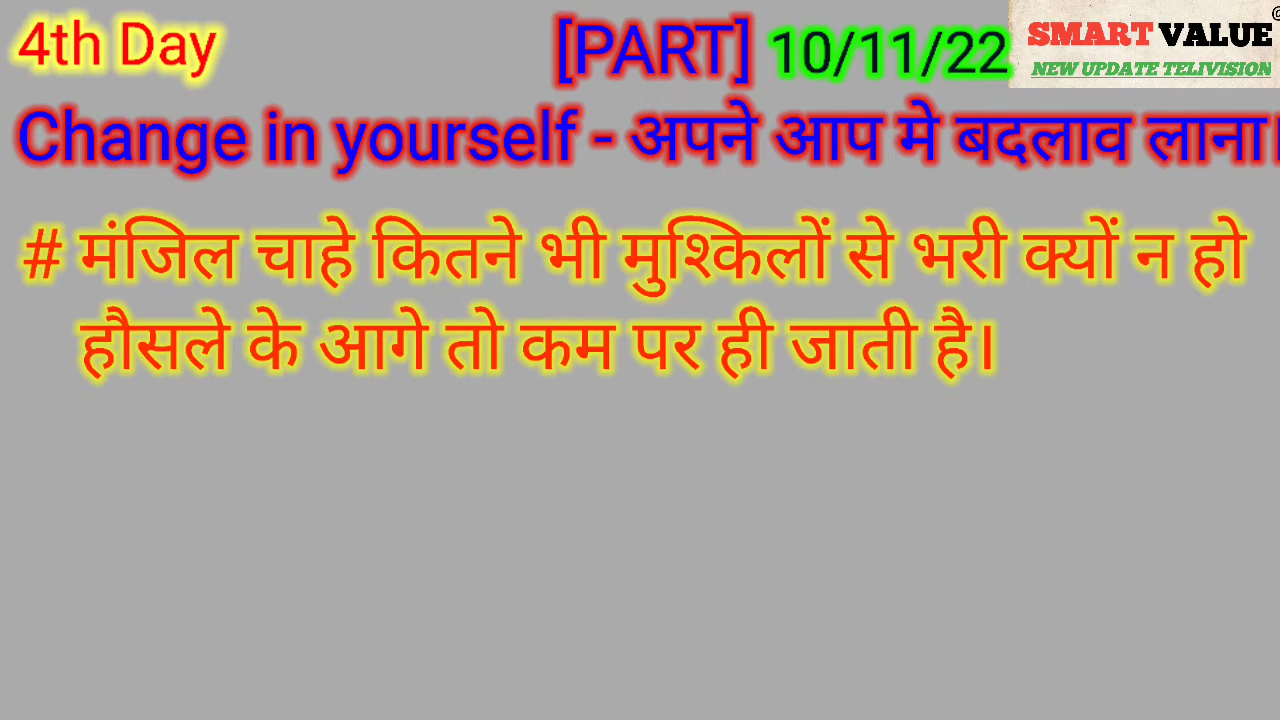 4th Day [PART] 10/11/22 SMART VALUE
NEW UPDATE TELIVISION
Change in yourself - अपने आप मे बदलाव लाना।
# मंजिल चाहे कितने भी मुश्किलों से भरी क्यों न हो
हौसले के आगे तो कम पर ही जाती है।